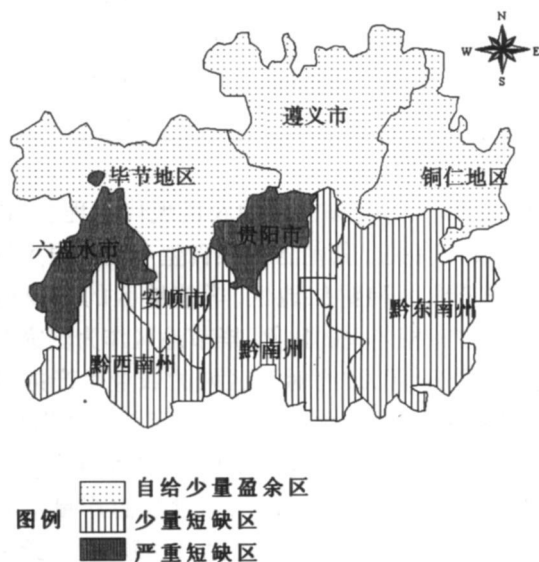 N
W E
S
遵义市
毕节地区
铜仁地区
贵阳市
六盘水市
安顺市
黔东南州
黔西南州
黔南州
图例
自给少量盈余区
少量短缺区
严重短缺区